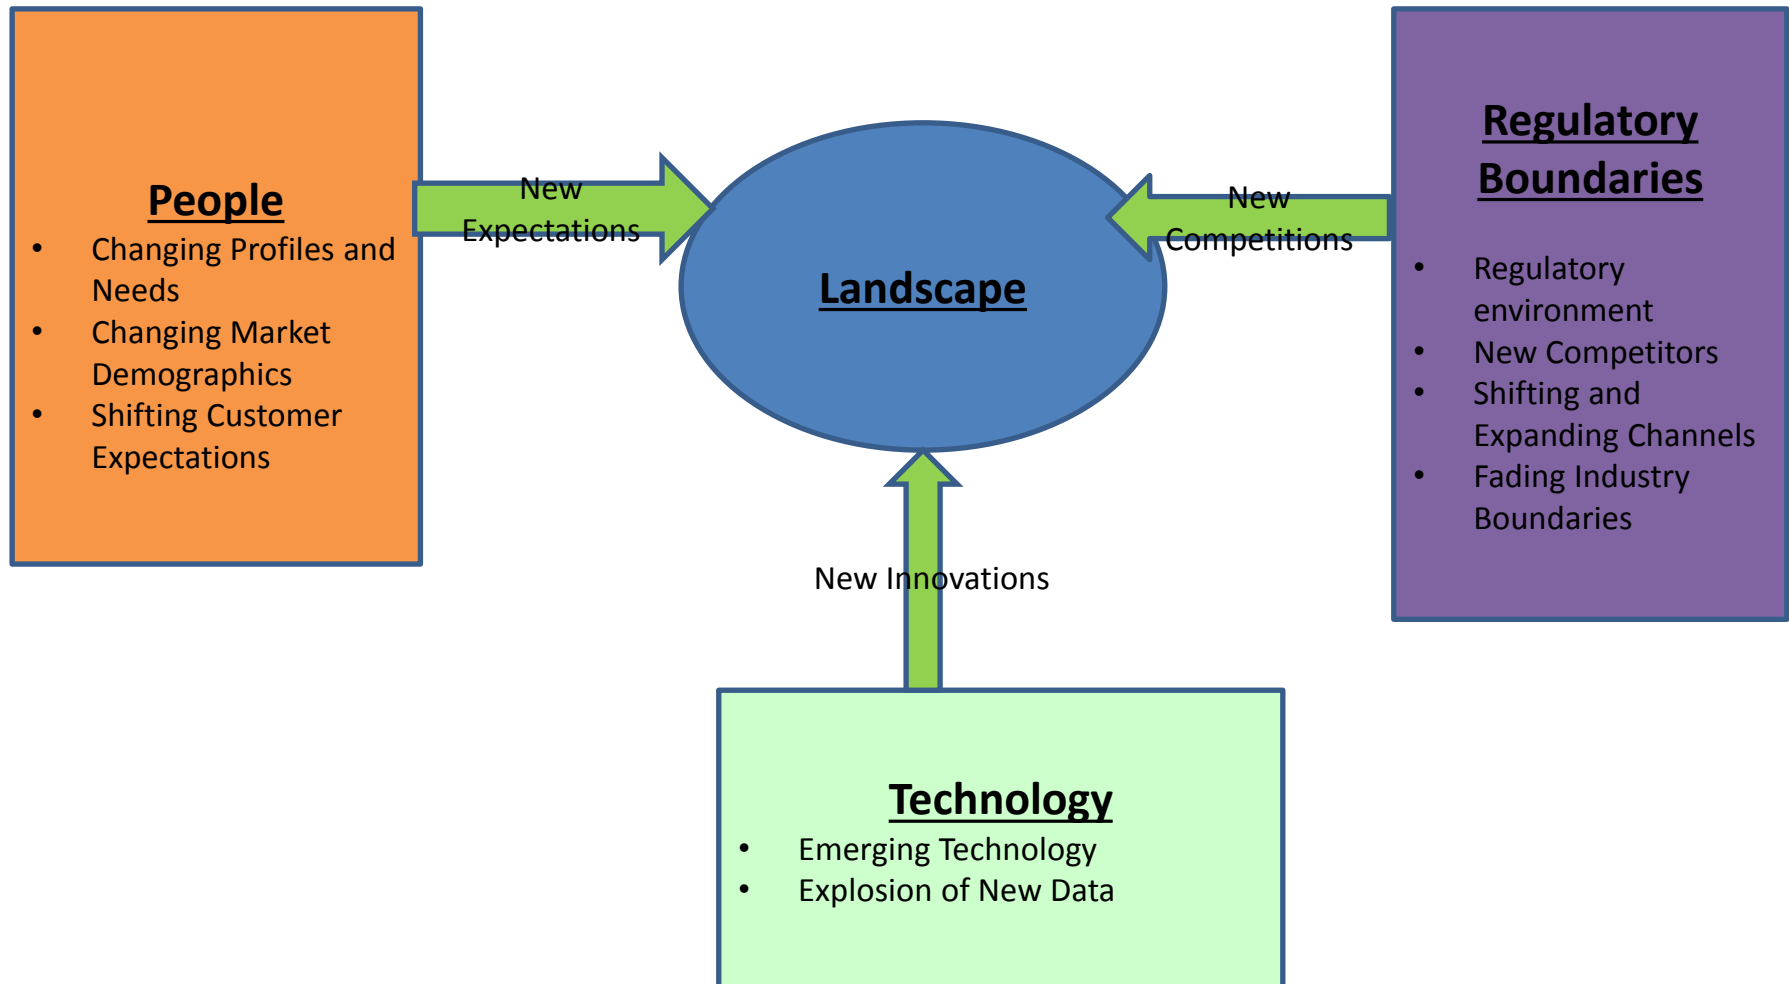 People
• Changing Profiles and
Needs
• Changing Market
Demographics
• Shifting Customer
Expectations
New
Expectations
Landscape
New
Competitions
Regulatory
Boundaries
• Regulatory
environment
• New Competitors
• Shifting and
Expanding Channels
• Fading Industry
Boundaries
New Innovations
Technology
• Emerging Technology
• Explosion of New Data